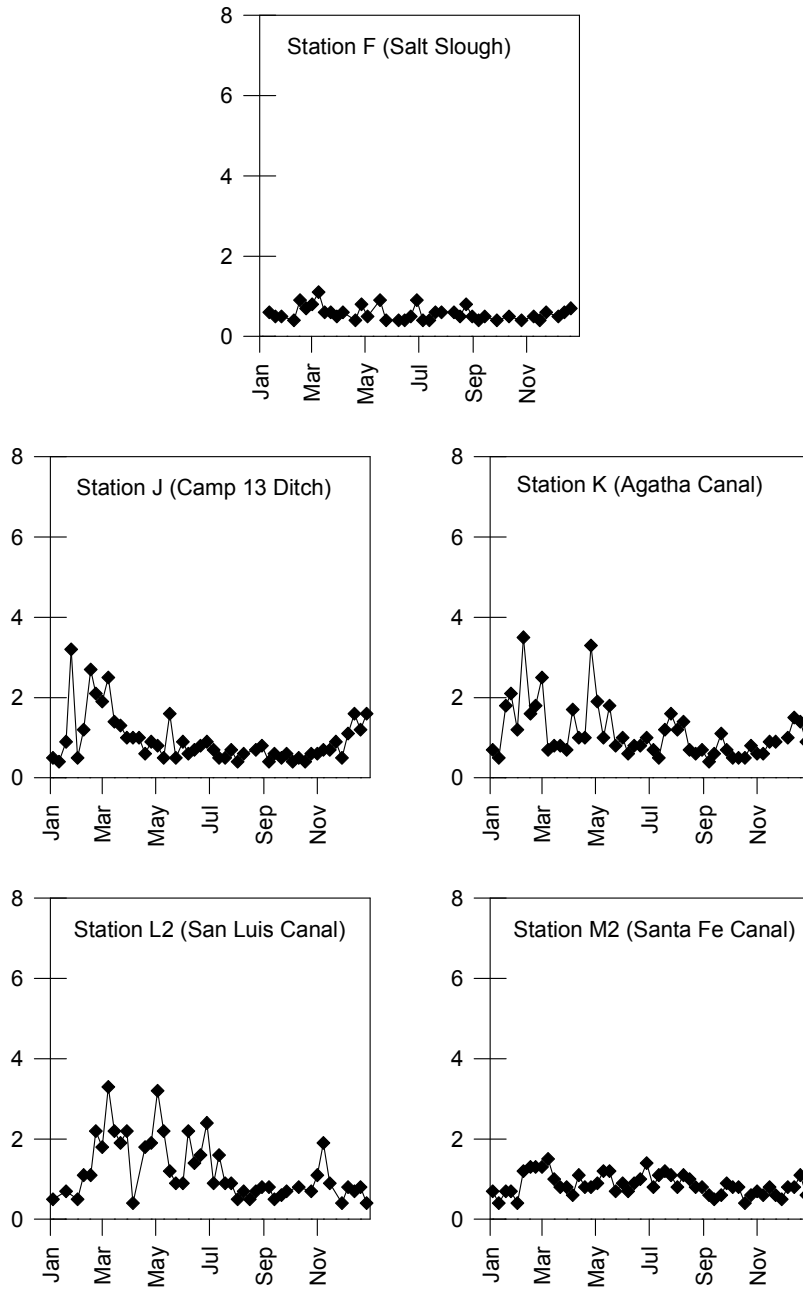 8
Station F (Salt Slough)
6
4
2
0
Jan
Mar
May
Jul
Sep
Nov
8
Station J (Camp 13 Ditch)
6
4
2
0
Jan
Mar
May
Jul
Sep
Nov
8
Station K (Agatha Canal)
6
4
2
0
Jan
Mar
May
Jul
Sep
Nov
8
Station L2 (San Luis Canal)
6
4
2
0
Jan
Mar
May
Jul
Sep
Nov
8
Station M2 (Santa Fe Canal)
6
4
2
0
Jan
Mar
May
Jul
Sep
Nov